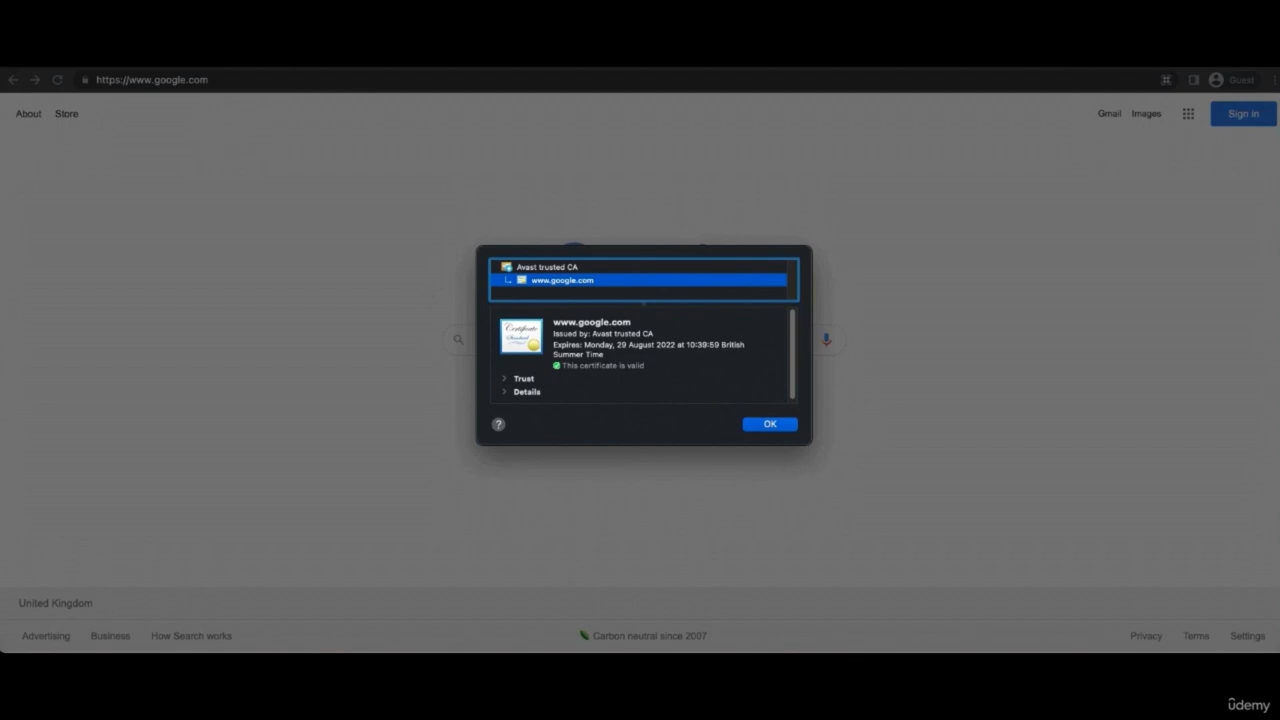 https://www.google.com
Guest
About Store
Gmail Images
Sign in
Avast trusted CA
www.google.com
Certificate
Standard
www.google.com
Issued by: Avast trusted CA
Expires: Monday, 29 August 2022 at 10:39:59 British
Summer Time
This certificate is valid
Trust
Details
?
OK
United Kingdom
Advertising Business How Search works
Carbon neutral since 2007
Privacy Terms Settings
ûdemy